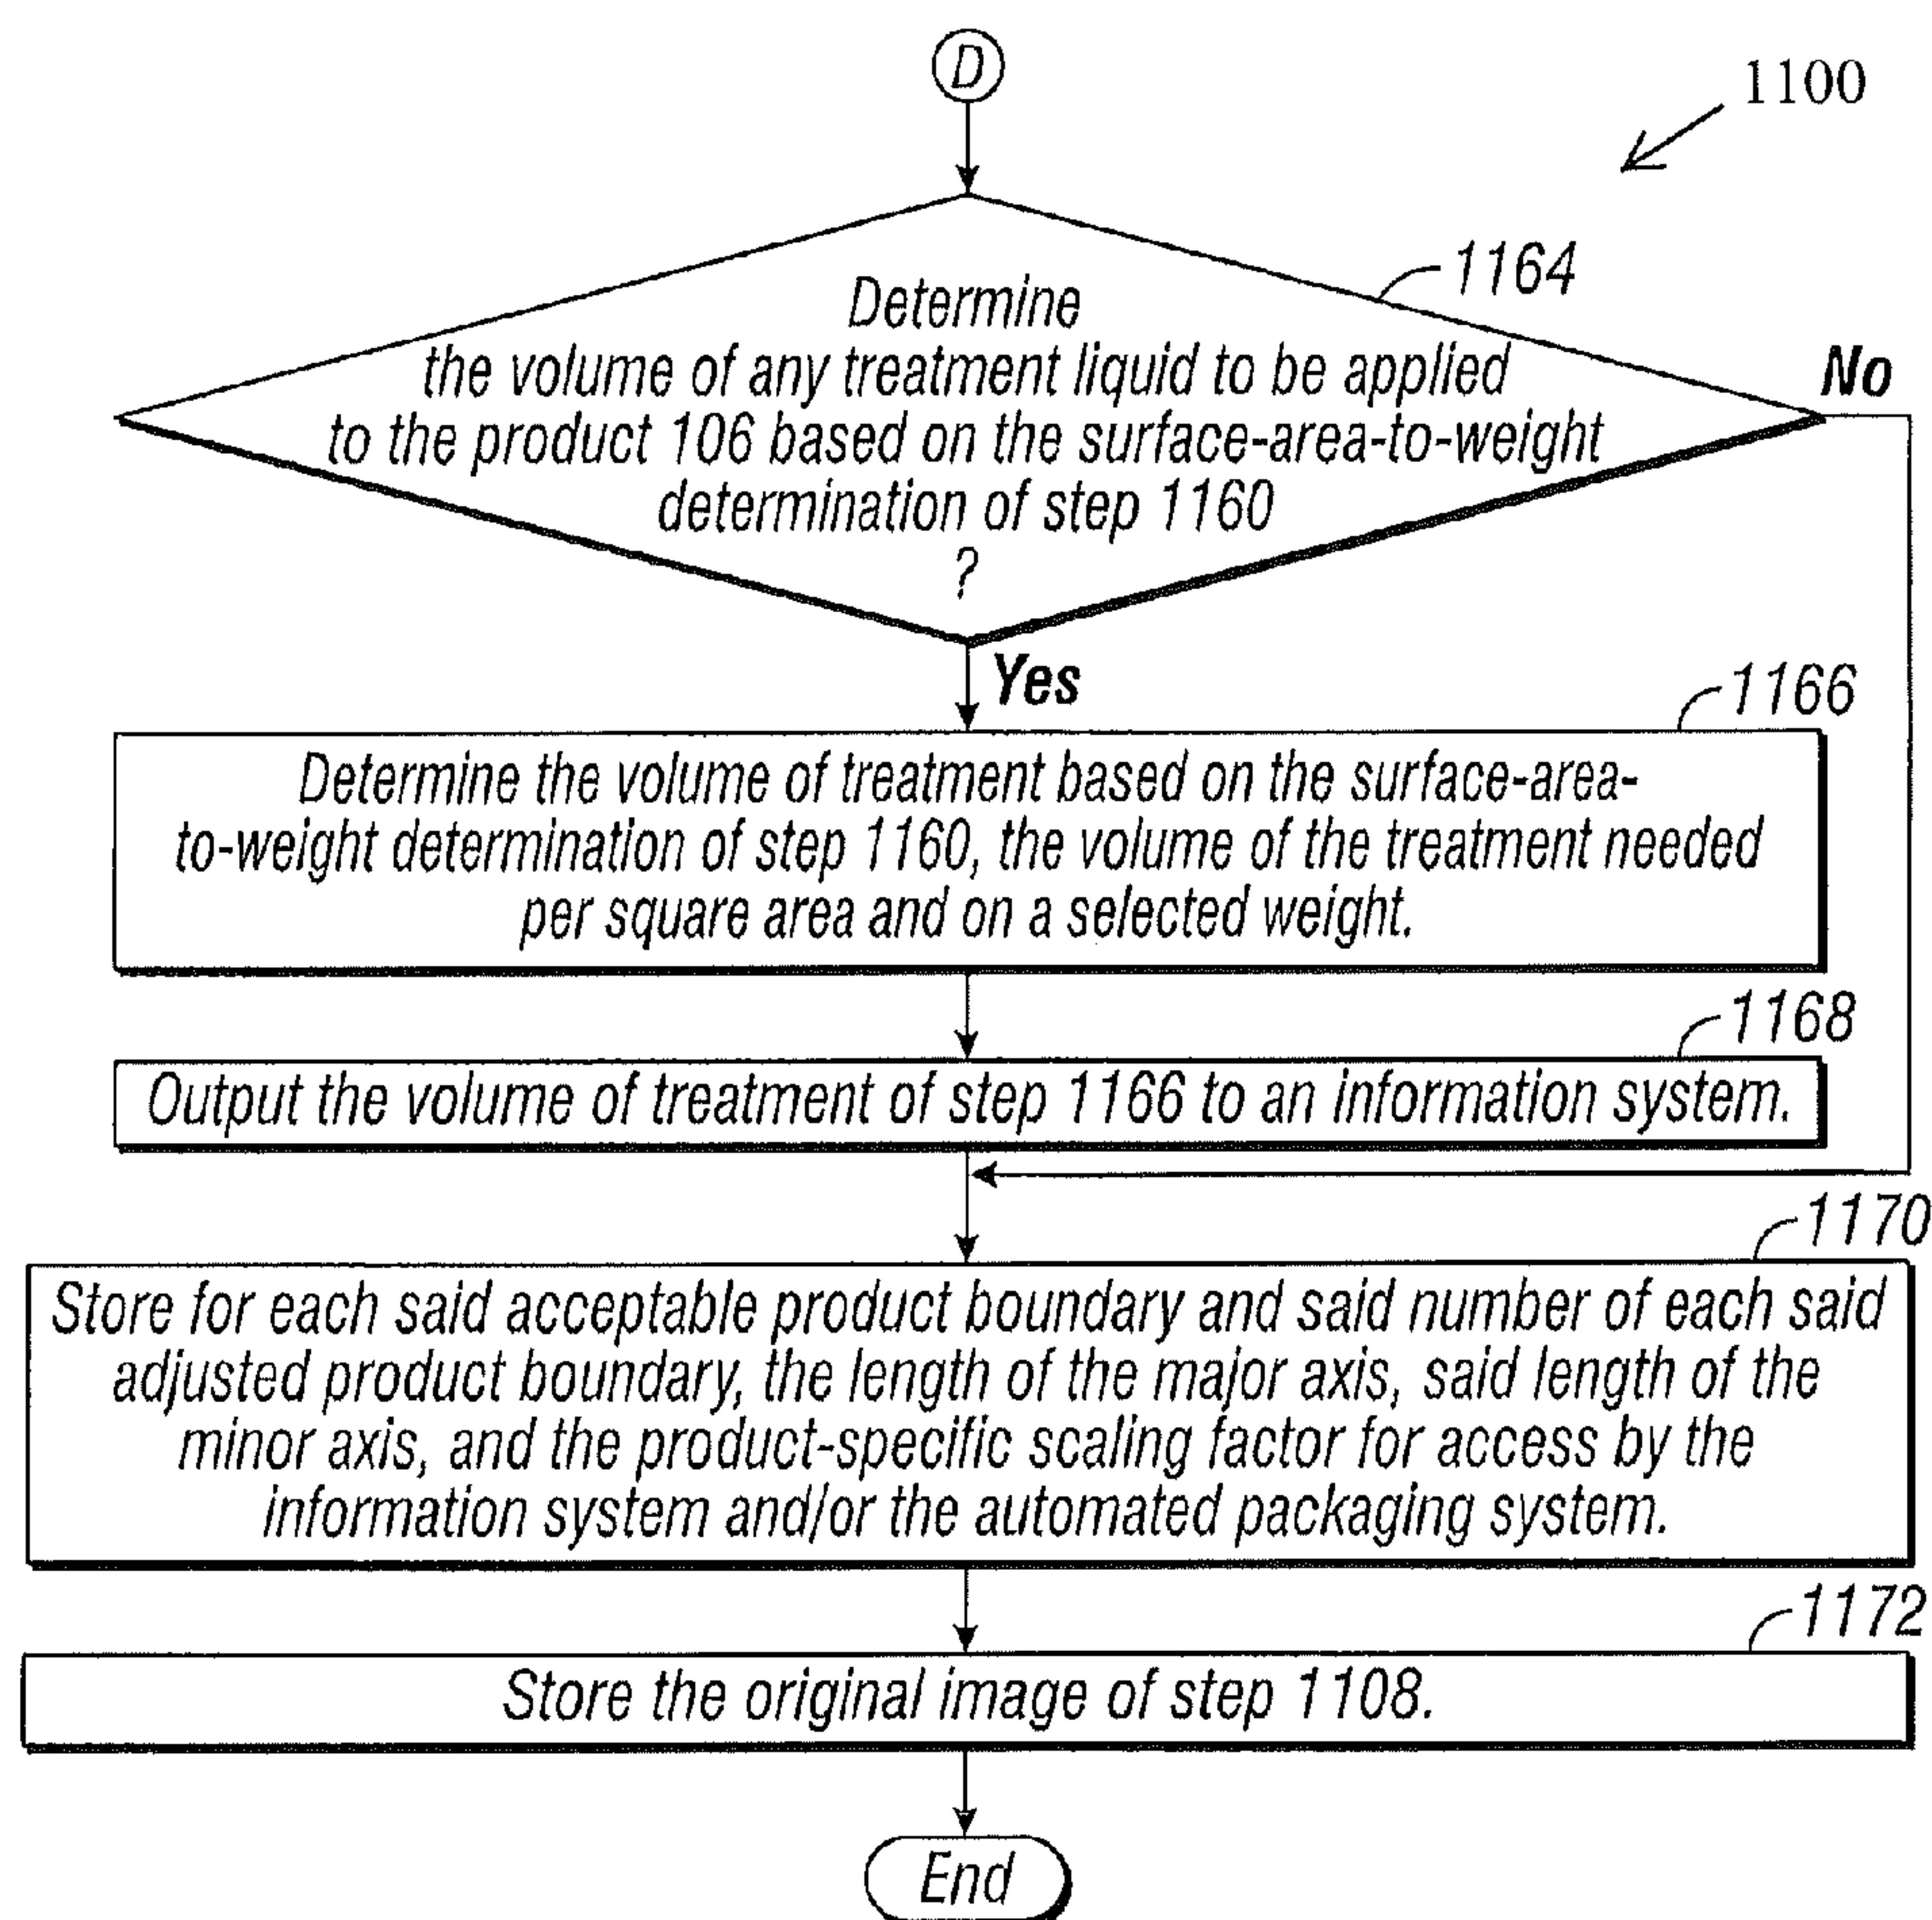 D
1100
1164
Determine
the volume of any treatment liquid to be applied
to the product 106 based on the surface-area-to-weight
determination of step 1160
?
No
Yes
1166
Determine the volume of treatment based on the surface-area-
to-weight determination of step 1160, the volume of the treatment needed
per square area and on a selected weight.
1168
Output the volume of treatment of step 1166 to an information system.
1170
Store for each said acceptable product boundary and said number of each said
adjusted product boundary, the length of the major axis, said length of the
minor axis, and the product-specific scaling factor for access by the
information system and/or the automated packaging system.
1172
Store the original image of step 1108.
End